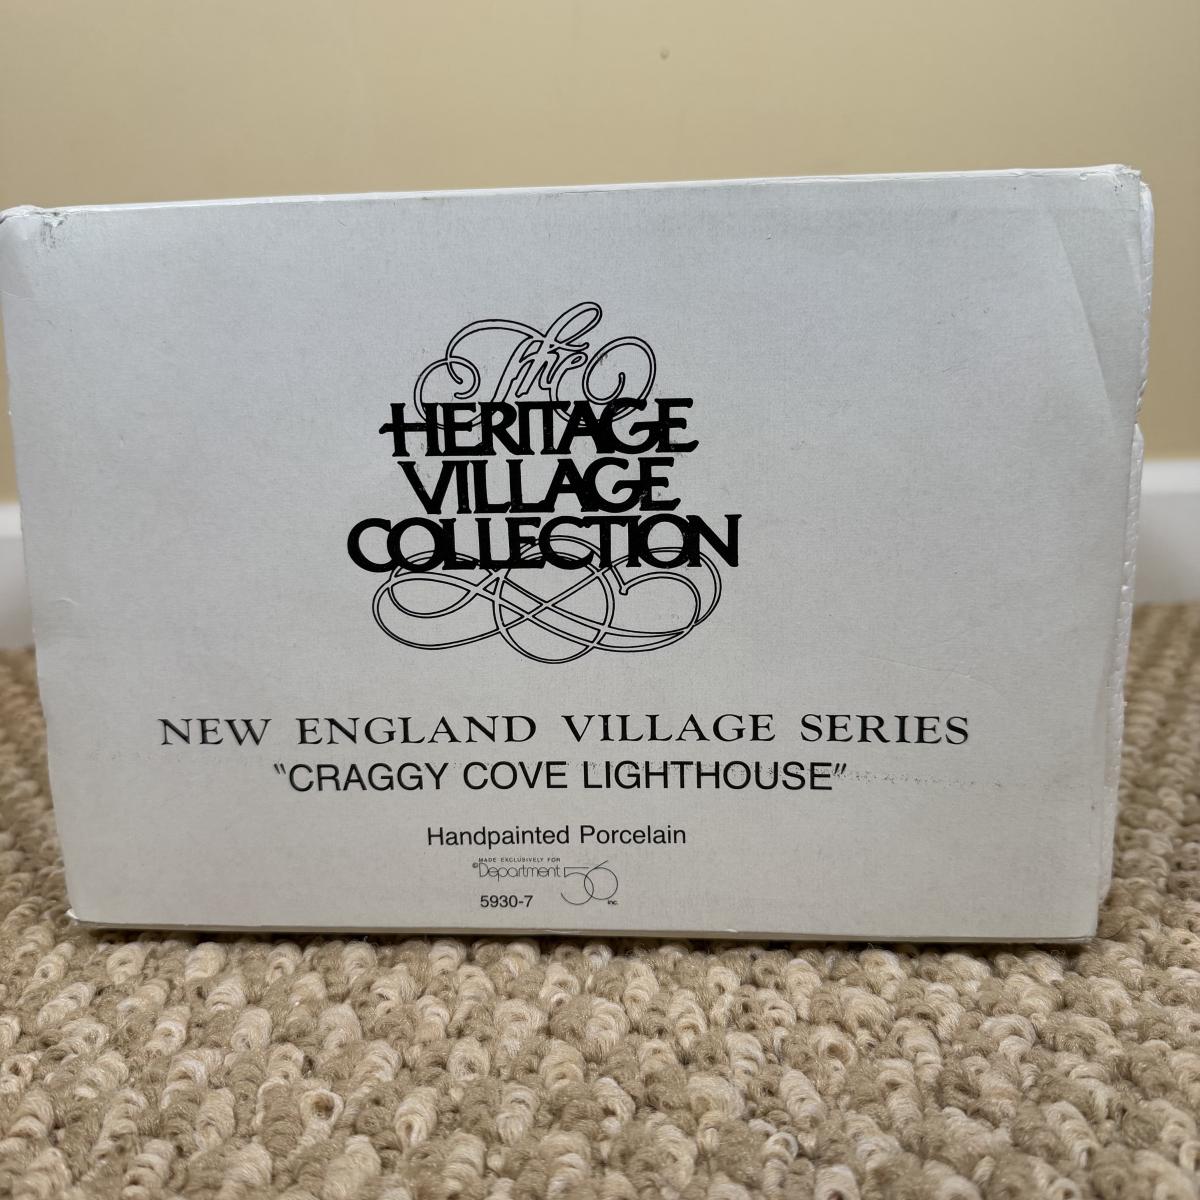 The
HERITAGE
VILLAGE
COLLECTION
NEW ENGLAND VILLAGE SERIES
"CRAGGY COVE LIGHTHOUSE"
Handpainted Porcelain
MADE EXCLUSIVELY FOR
©Department 56 inc.
5930-7